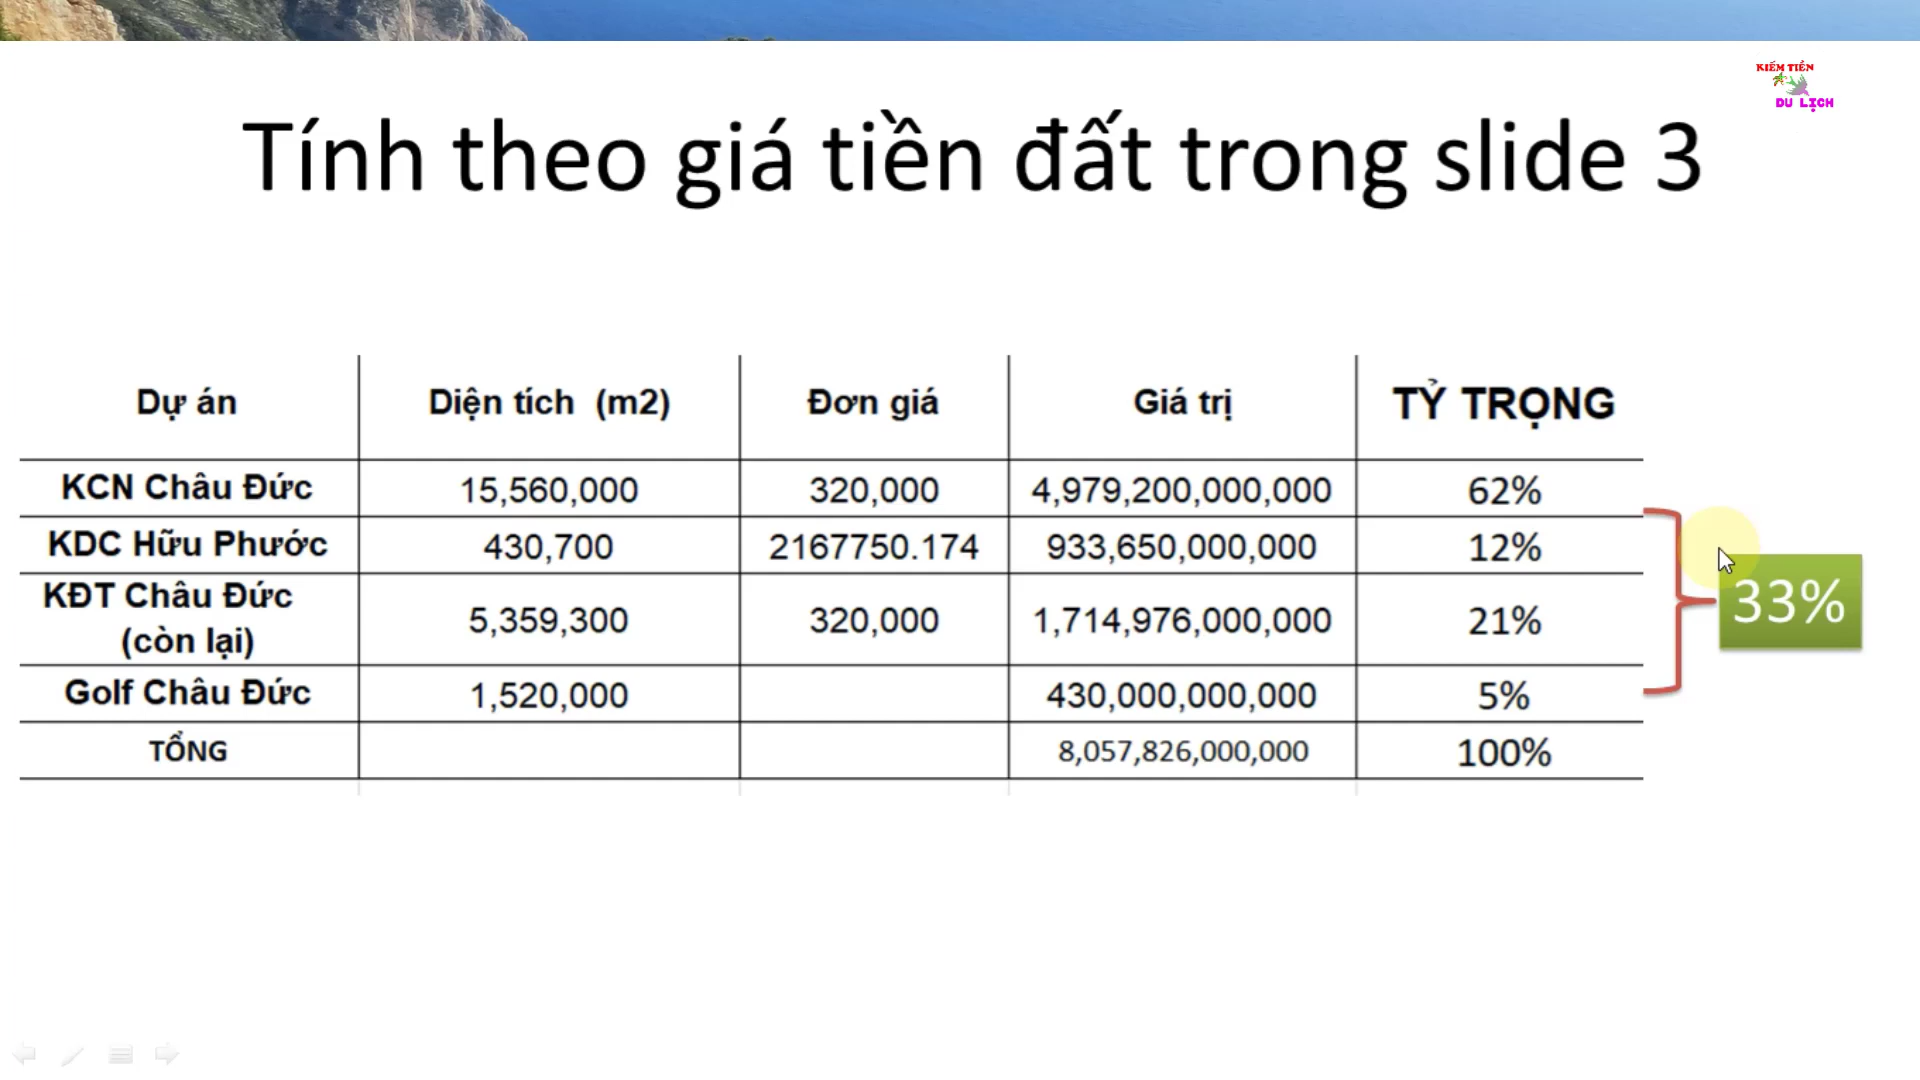 KIẾM TIỀN
DU LỊCH
Tính theo giá tiền đất trong slide 3
Dự án Diện tích (m2) Đơn giá Giá trị TỶ TRỌNG
KCN Châu Đức 15,560,000 320,000 4,979,200,000,000 62%
KDC Hữu Phước 430,700 2167750.174 933,650,000,000 12%
KĐT Châu Đức
(còn lại) 5,359,300 320,000 1,714,976,000,000 21%
33%
Golf Châu Đức 1,520,000 430,000,000,000 5%
TỔNG 8,057,826,000,000 100%